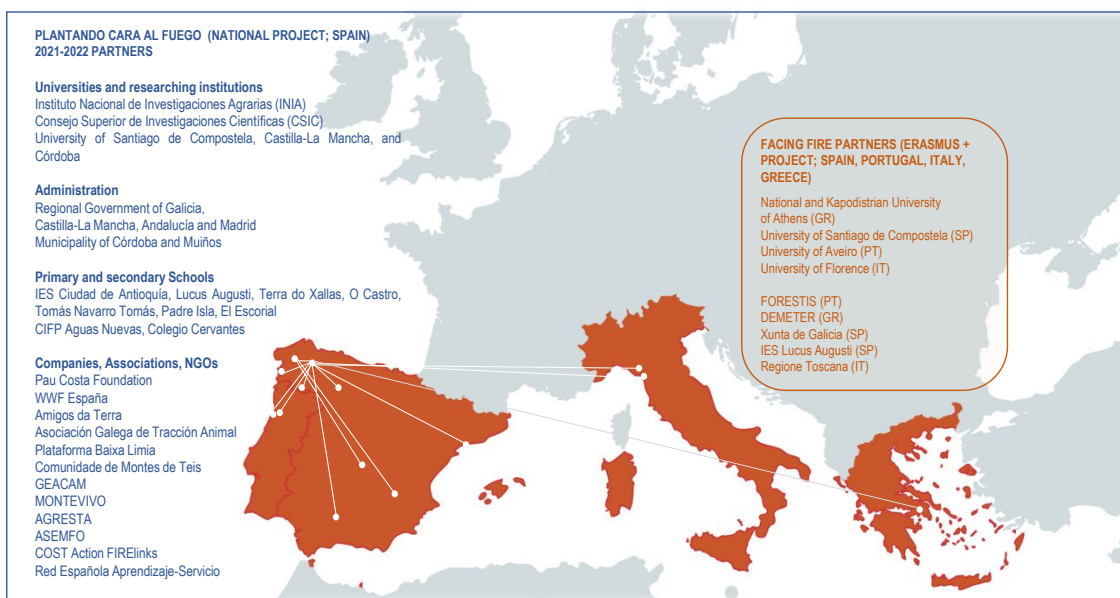 PLANTANDO CARA AL FUEGO (NATIONAL PROJECT; SPAIN)
2021-2022 PARTNERS
Universities and researching institutions
Instituto Nacional de Investigaciones Agrarias (INIA)
Consejo Superior de Investigaciones Científicas (CSIC)
University of Santiago de Compostela, Castilla-La Mancha, and
Córdoba
Administration
Regional Government of Galicia,
Castilla-La Mancha, Andalucía and Madrid
Municipality of Córdoba and Muiños
Primary and secondary Schools
IES Ciudad de Antioquía, Lucus Augusti, Terra do Xallas, O Castro,
Tomás Navarro Tomás, Padre Isla, El Escorial
CIFP Aguas Nuevas, Colegio Cervantes
Companies, Associations, NGOs
Pau Costa Foundation
WWF España
Amigos da Terra
Asociación Galega de Tracción Animal
Plataforma Baixa Limia
Comunidade de Montes de Teis
GEACAM
MONTEVIVO
AGRESTA
ASEMFO
COST Action FIRElinks
Red Española Aprendizaje-Servicio
FACING FIRE PARTNERS (ERASMUS +
PROJECT; SPAIN, PORTUGAL, ITALY,
GREECE)
National and Kapodistrian University
of Athens (GR)
University of Santiago de Compostela (SP)
University of Aveiro (PT)
University of Florence (IT)
FORESTIS (PT)
DEMETER (GR)
Xunta de Galicia (SP)
IES Lucus Augusti (SP)
Regione Toscana (IT)